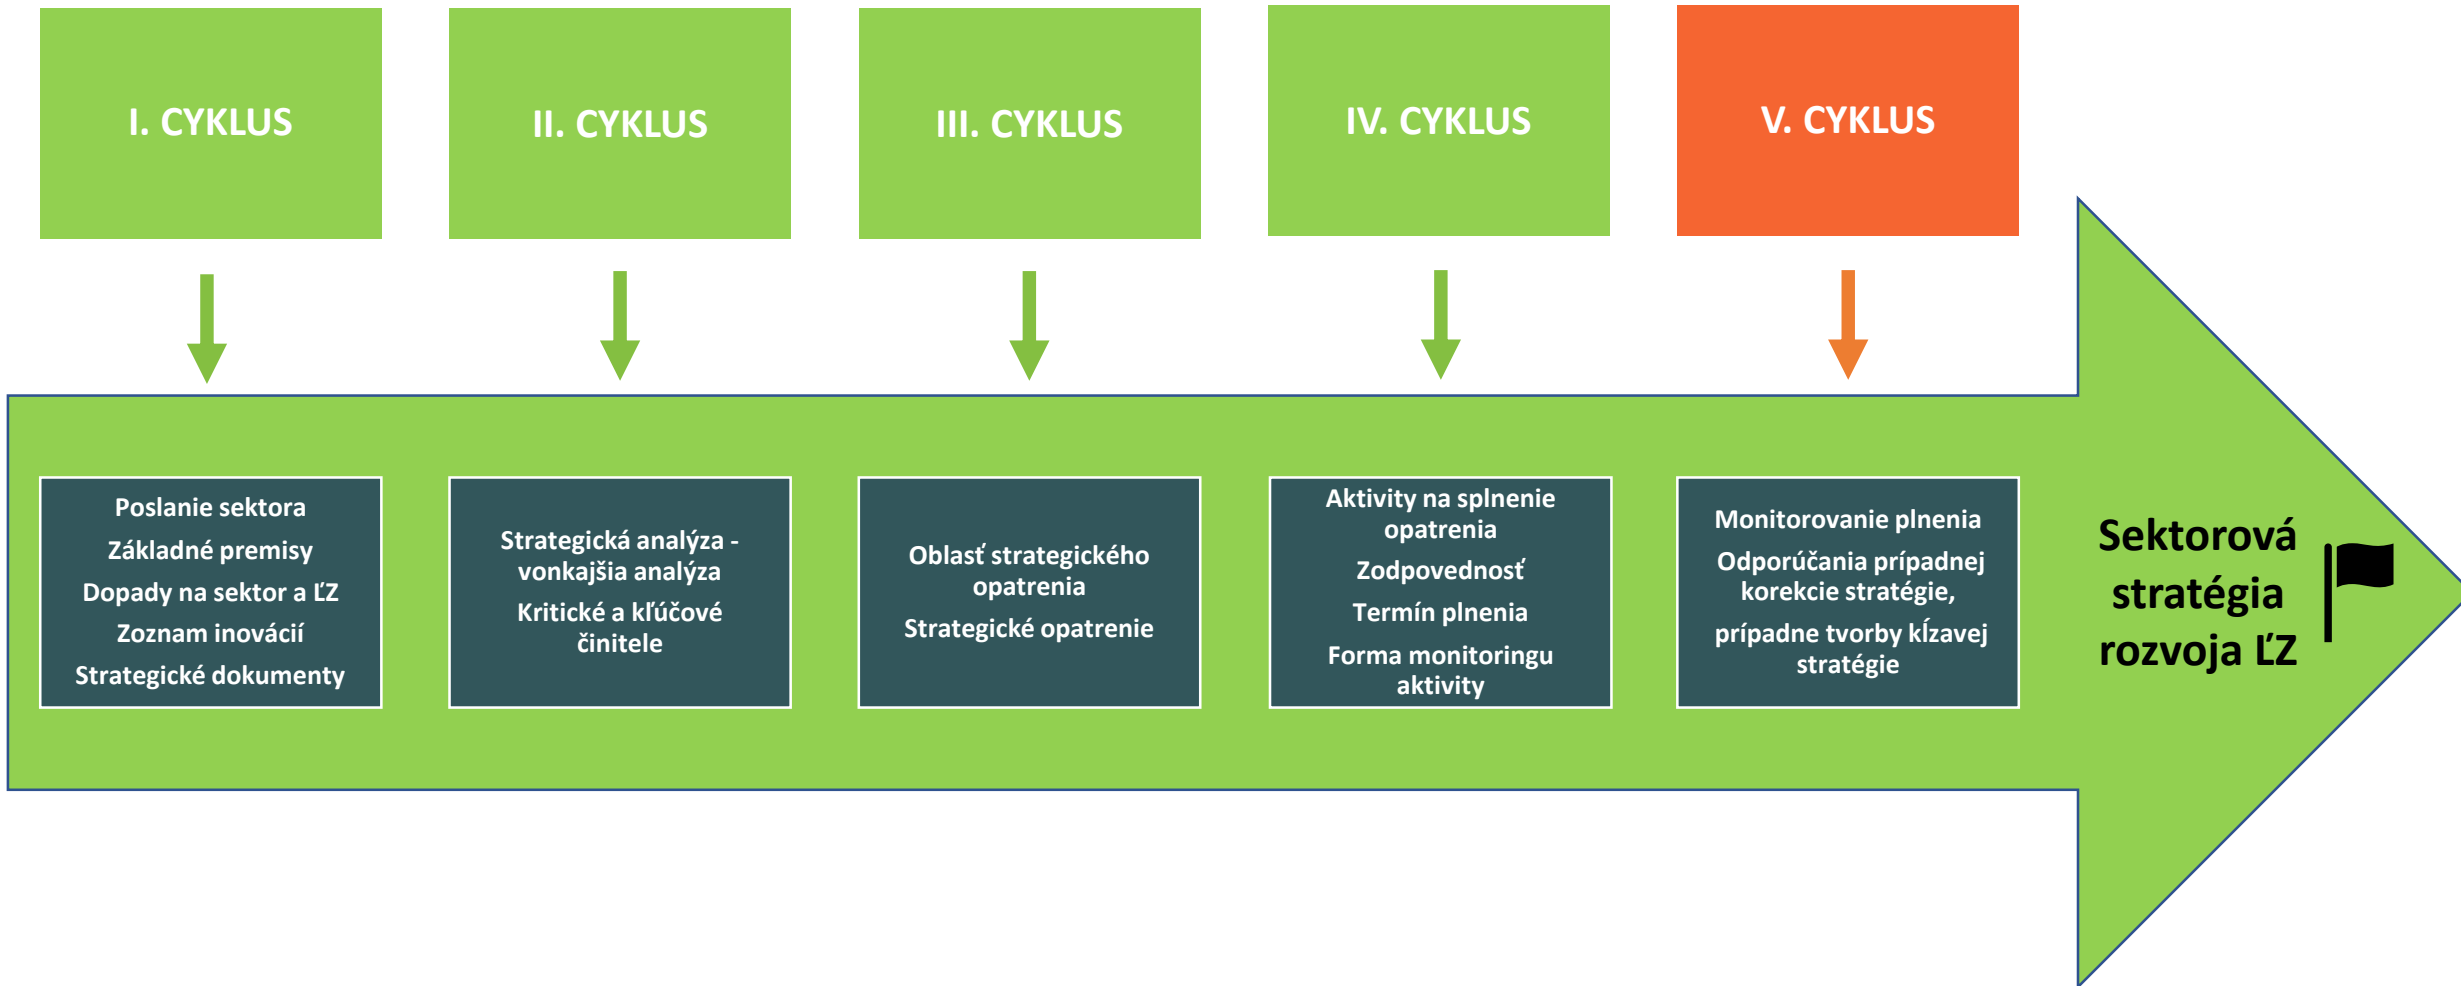 I. CYKLUS
II. CYKLUS
III. CYKLUS
IV. CYKLUS
V. CYKLUS
Poslanie sektora
Základné premisy
Dopady na sektor a ĽZ
Zoznam inovácií
Strategické dokumenty
Strategická analýza -
vonkajšia analýza
Kritické a kľúčové
činitele
Oblasť strategického
opatrenia
Strategické opatrenie
Aktivity na splnenie
opatrenia
Zodpovednosť
Termín plnenia
Forma monitoringu
aktivity
Monitorovanie plnenia
Odporúčania prípadnej
korekcie stratégie,
prípadne tvorby kĺzavej
stratégie
Sektorová
stratégia
rozvoja ĽZ